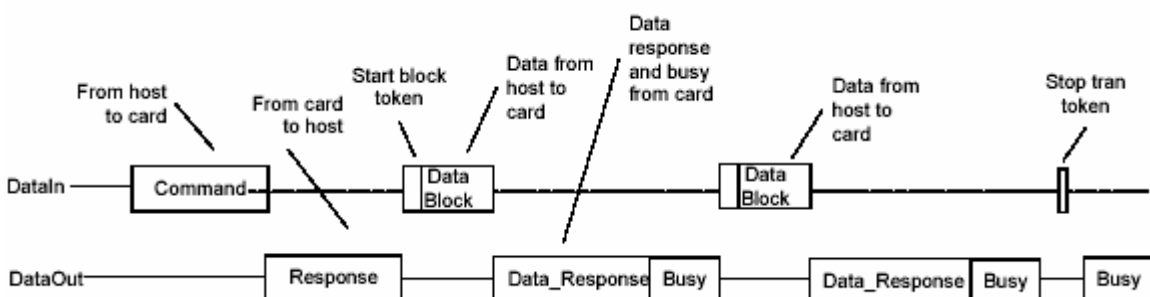 Data
response
and busy
from card
Start block
token
Data from
host to
card
From host
to card
From card
to host
Data from
host to
card
Stop tran
token
DataIn
Command
Data
Block
Data
Block
DataOut
Response
Data_Response
Busy
Data_Response
Busy
Busy